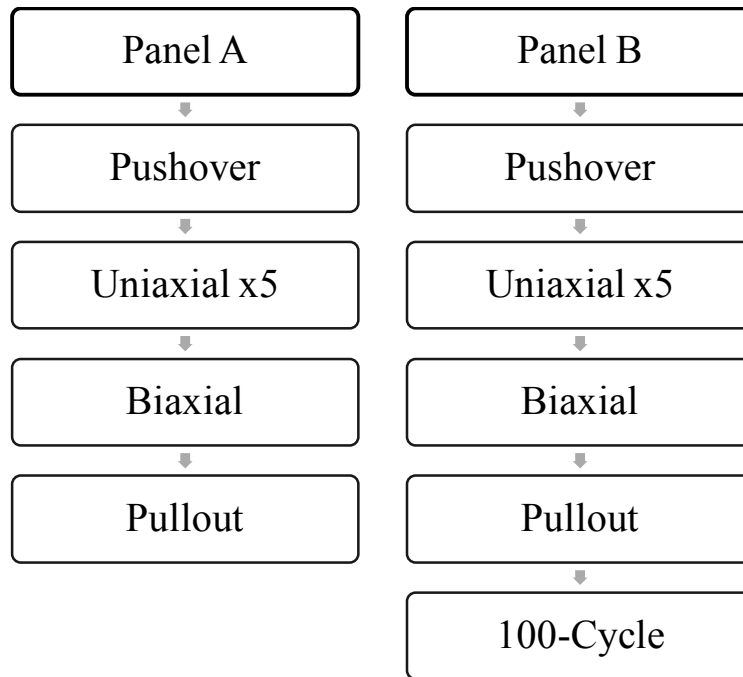 Panel A
Pushover
Uniaxial x5
Biaxial
Pullout
Panel B
Pushover
Uniaxial x5
Biaxial
Pullout
100-Cycle